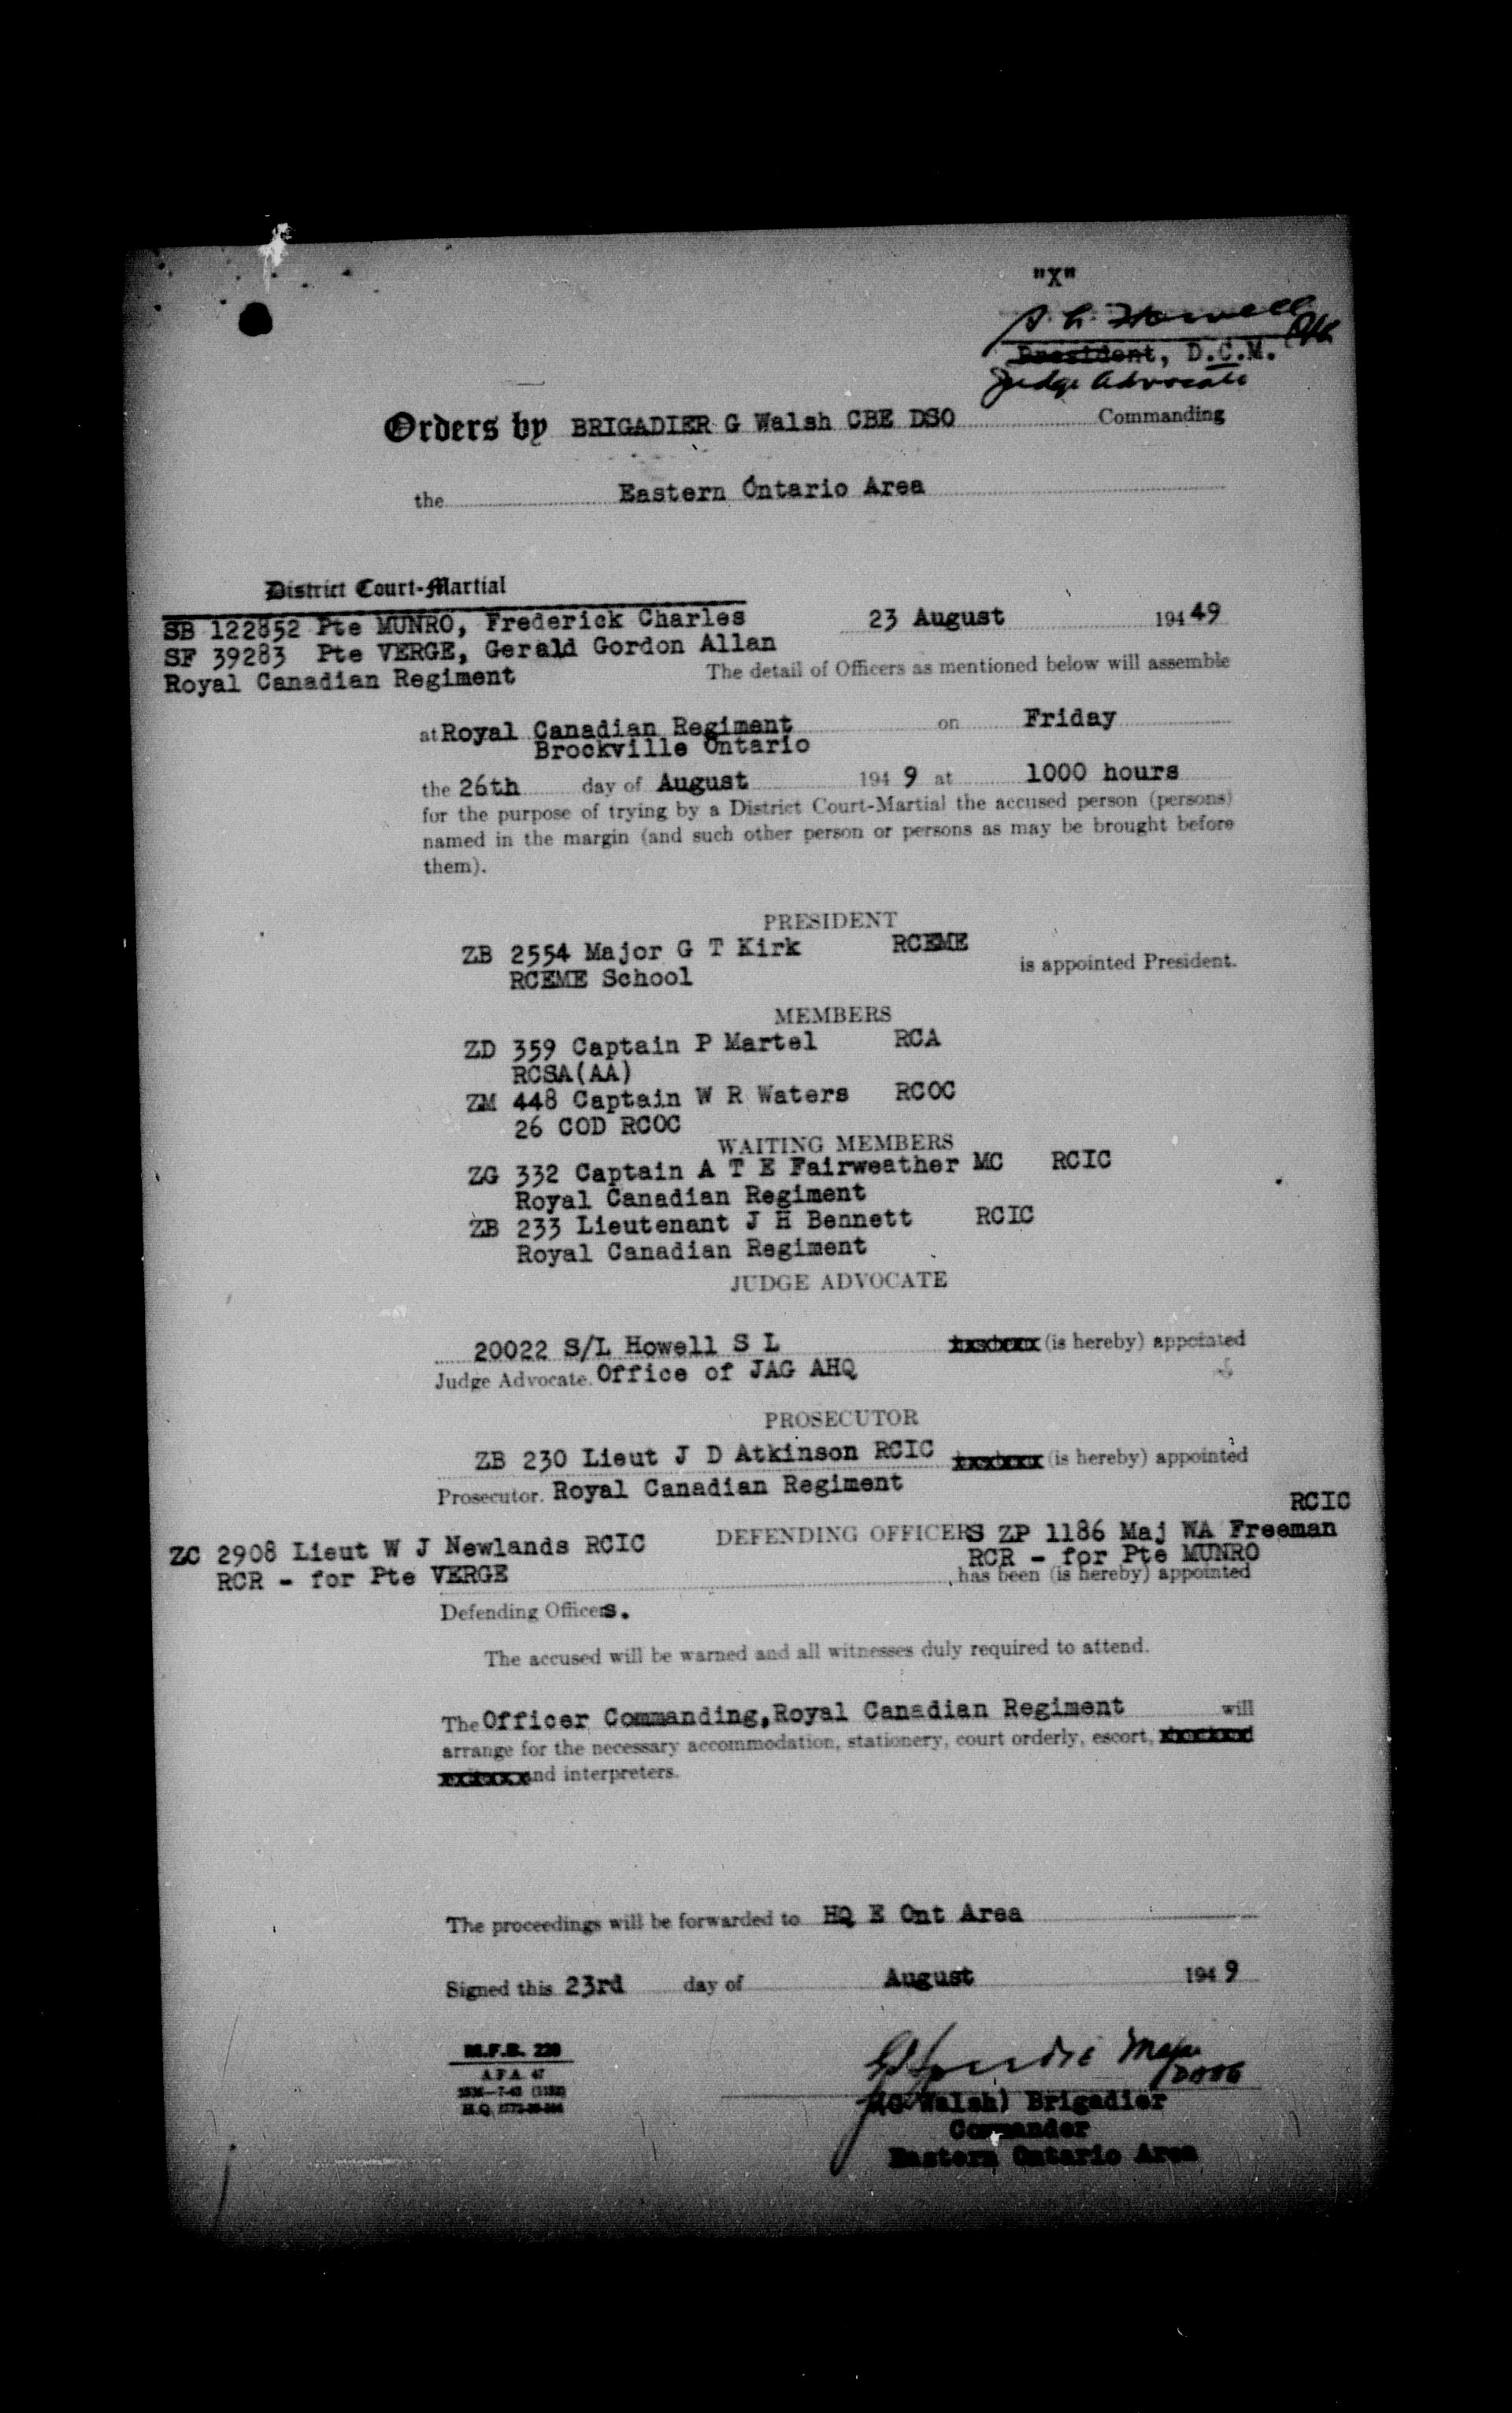 "X"
S. L. Howell S/L
President, D.C.M.
Judge Advocate
Orders by BRIGADIER G Walsh CBE DSO Commanding
the Eastern Ontario Area
District Court-Martial
SB 122852 Pte MUNRO, Frederick Charles 23 August 194 49
SF 39283 Pte VERGE, Gerald Gordon Allan
Royal Canadian Regiment The detail of Officers as mentioned below will assemble
at Royal Canadian Regiment on Friday
Brockville Ontario
the 26th day of August 194 9 at 1000 hours
for the purpose of trying by a District Court-Martial the accused person (persons)
named in the margin (and such other person or persons as may be brought before
them).
PRESIDENT
ZB 2554 Major G T Kirk RCEME
RCEME School is appointed President.
MEMBERS
ZD 359 Captain P Martel RCA
RCSA(AA)
ZM 448 Captain W R Waters RCOC
26 COD RCOC
WAITING MEMBERS
ZG 332 Captain A T E Fairweather MC RCIC
Royal Canadian Regiment
ZB 233 Lieutenant J H Bennett RCIC
Royal Canadian Regiment
JUDGE ADVOCATE
20022 S/L Howell S L (is hereby) appointed
Judge Advocate. Office of JAG AHQ
PROSECUTOR
ZB 230 Lieut J D Atkinson RCIC (is hereby) appointed
Prosecutor. Royal Canadian Regiment
RCIC
ZC 2908 Lieut W J Newlands RCIC DEFENDING OFFICERS ZP 1186 Maj WA Freeman
RCR - for Pte VERGE RCR - for Pte MUNRO
has been (is hereby) appointed
Defending Officers.
The accused will be warned and all witnesses duly required to attend.
The Officer Commanding, Royal Canadian Regiment will
arrange for the necessary accommodation, stationery, court orderly, escort,
and interpreters.
The proceedings will be forwarded to HQ E Ont Area
Signed this 23rd day of August 194 9
M.F.B. 220
A.F.A. 47
H.Q.
Major
(G Walsh) Brigadier
Commander
Eastern Ontario Area